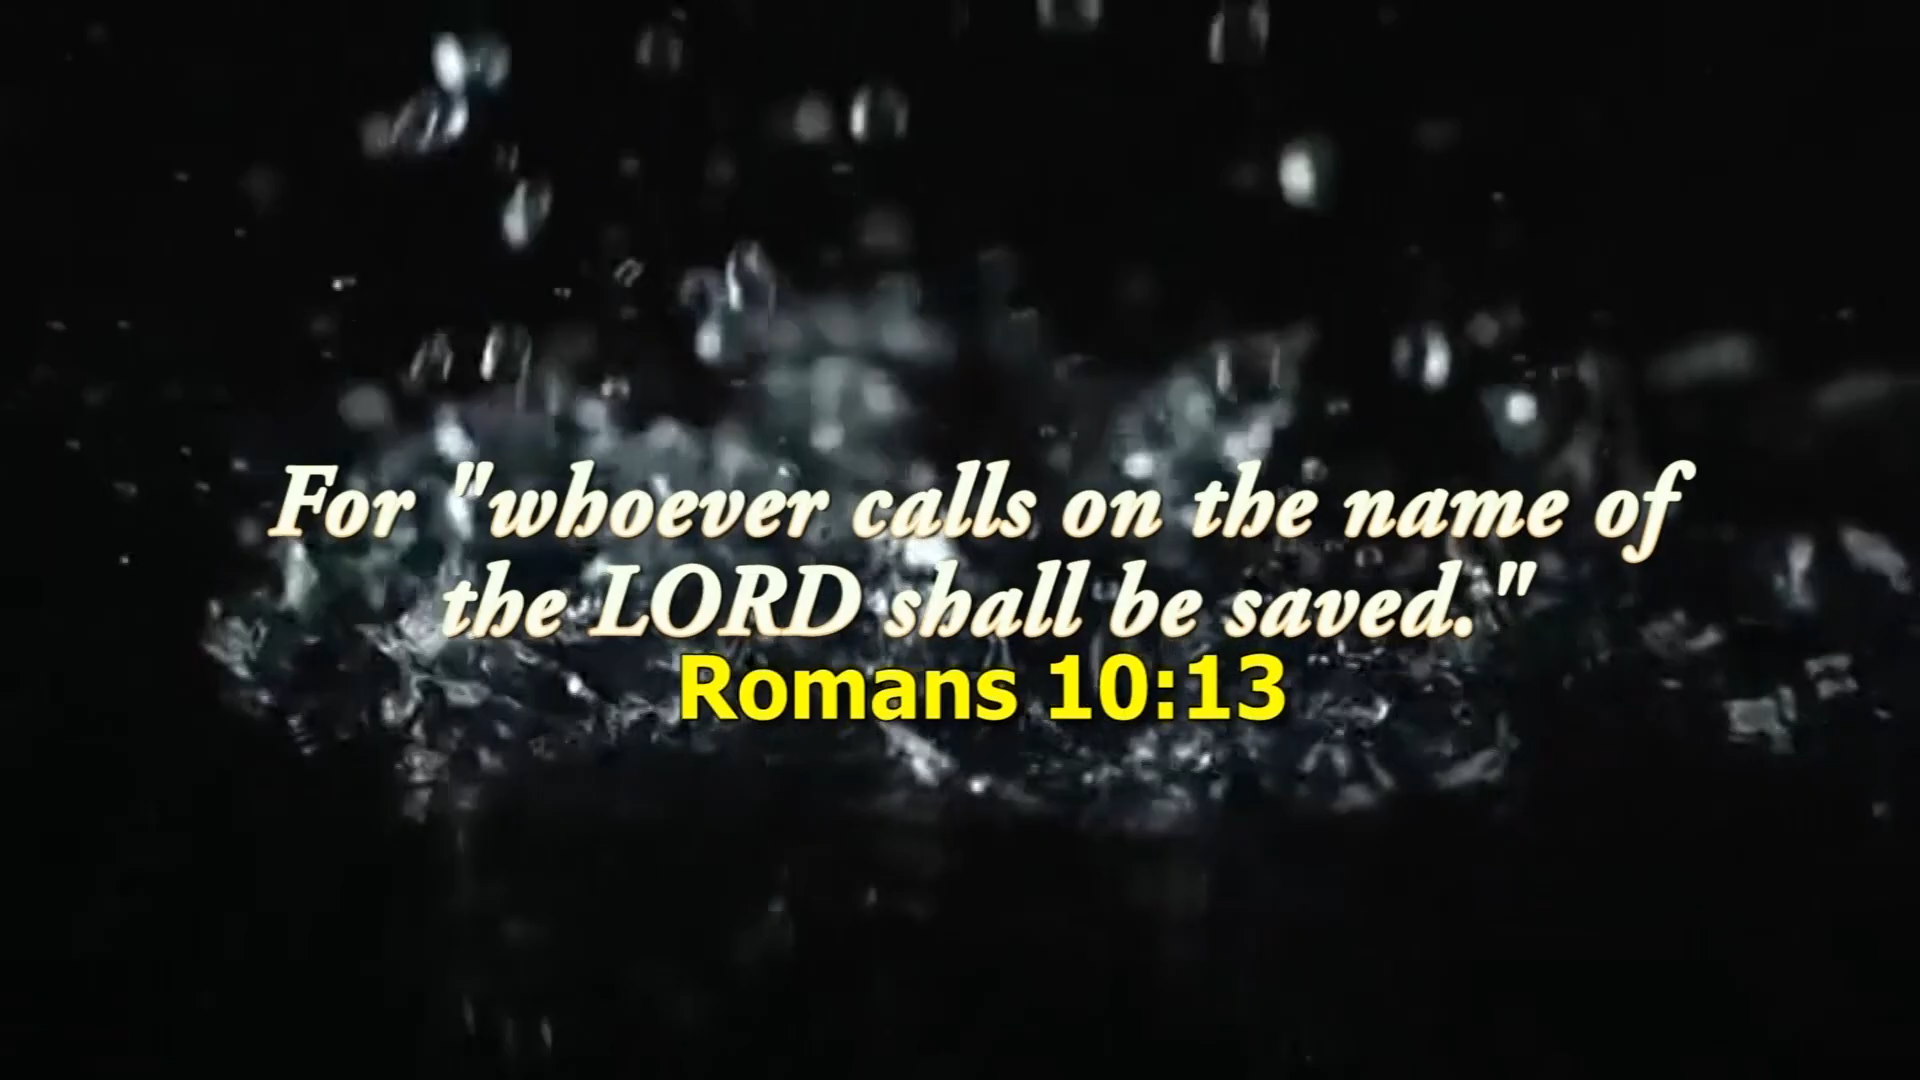 For "whoever calls on the name of
the LORD shall be saved."
Romans 10:13